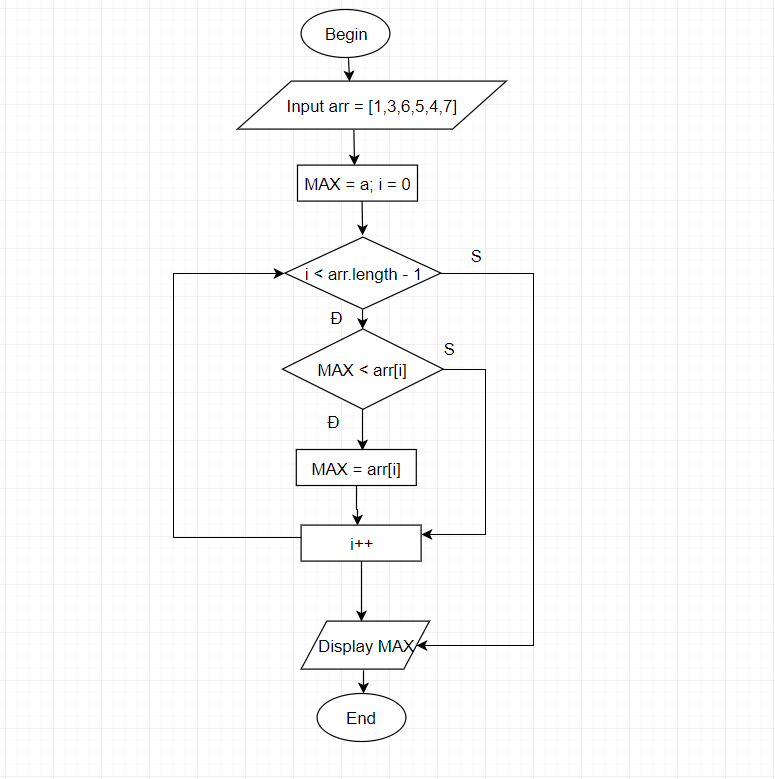 Begin
Input arr = [1,3,6,5,4,7]
MAX = a; i = 0
i < arr.length - 1
S
Đ
MAX < arr[i]
S
Đ
MAX = arr[i]
i++
Display MAX
End